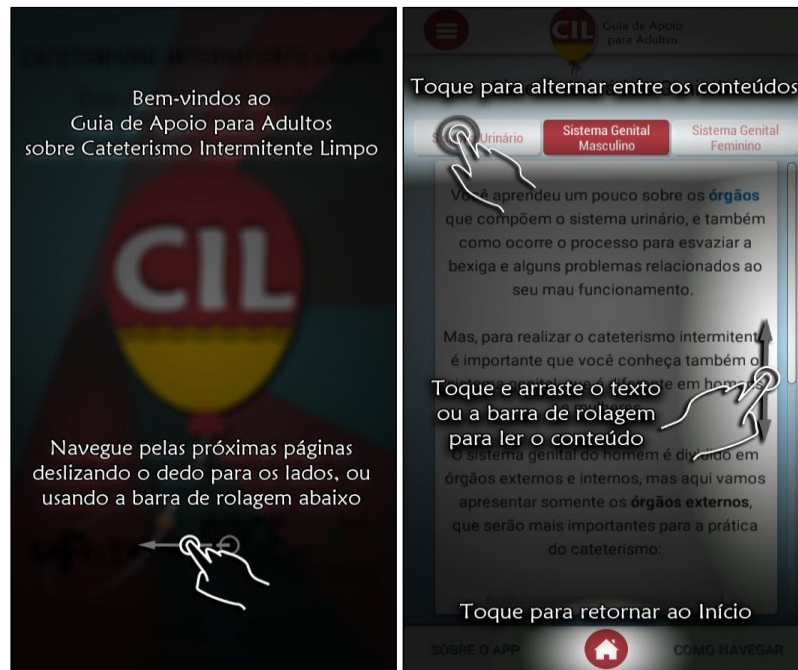 CATETERISMO INTERMITENTE LIMPO
Bem-vindos ao
Guia de Apoio para Adultos
sobre Cateterismo Intermitente Limpo
CIL
Navegue pelas próximas páginas
deslizando o dedo para os lados, ou
usando a barra de rolagem abaixo
CIL
Guia de Apoio
para Adultos
Toque para alternar entre os conteúdos
Urinário
Sistema Genital
Masculino
Sistema Genital
Feminino
Você aprendeu um pouco sobre os órgãos
que compõem o sistema urinário, e também
como ocorre o processo para esvaziar a
bexiga e alguns problemas relacionados ao
seu mau funcionamento.
Mas, para realizar o cateterismo intermitente
é importante que você conheça também o
em
Toque e arraste o texto
ou a barra de rolagem
para ler o conteúdo
O sistema genital do homem é dividido em
órgãos externos e internos, mas aqui vamos
apresentar somente os órgãos externos,
que serão mais importantes para a prática
do cateterismo:
Toque para retornar ao Início
SOBRE O APP
COMO NAVEGAR